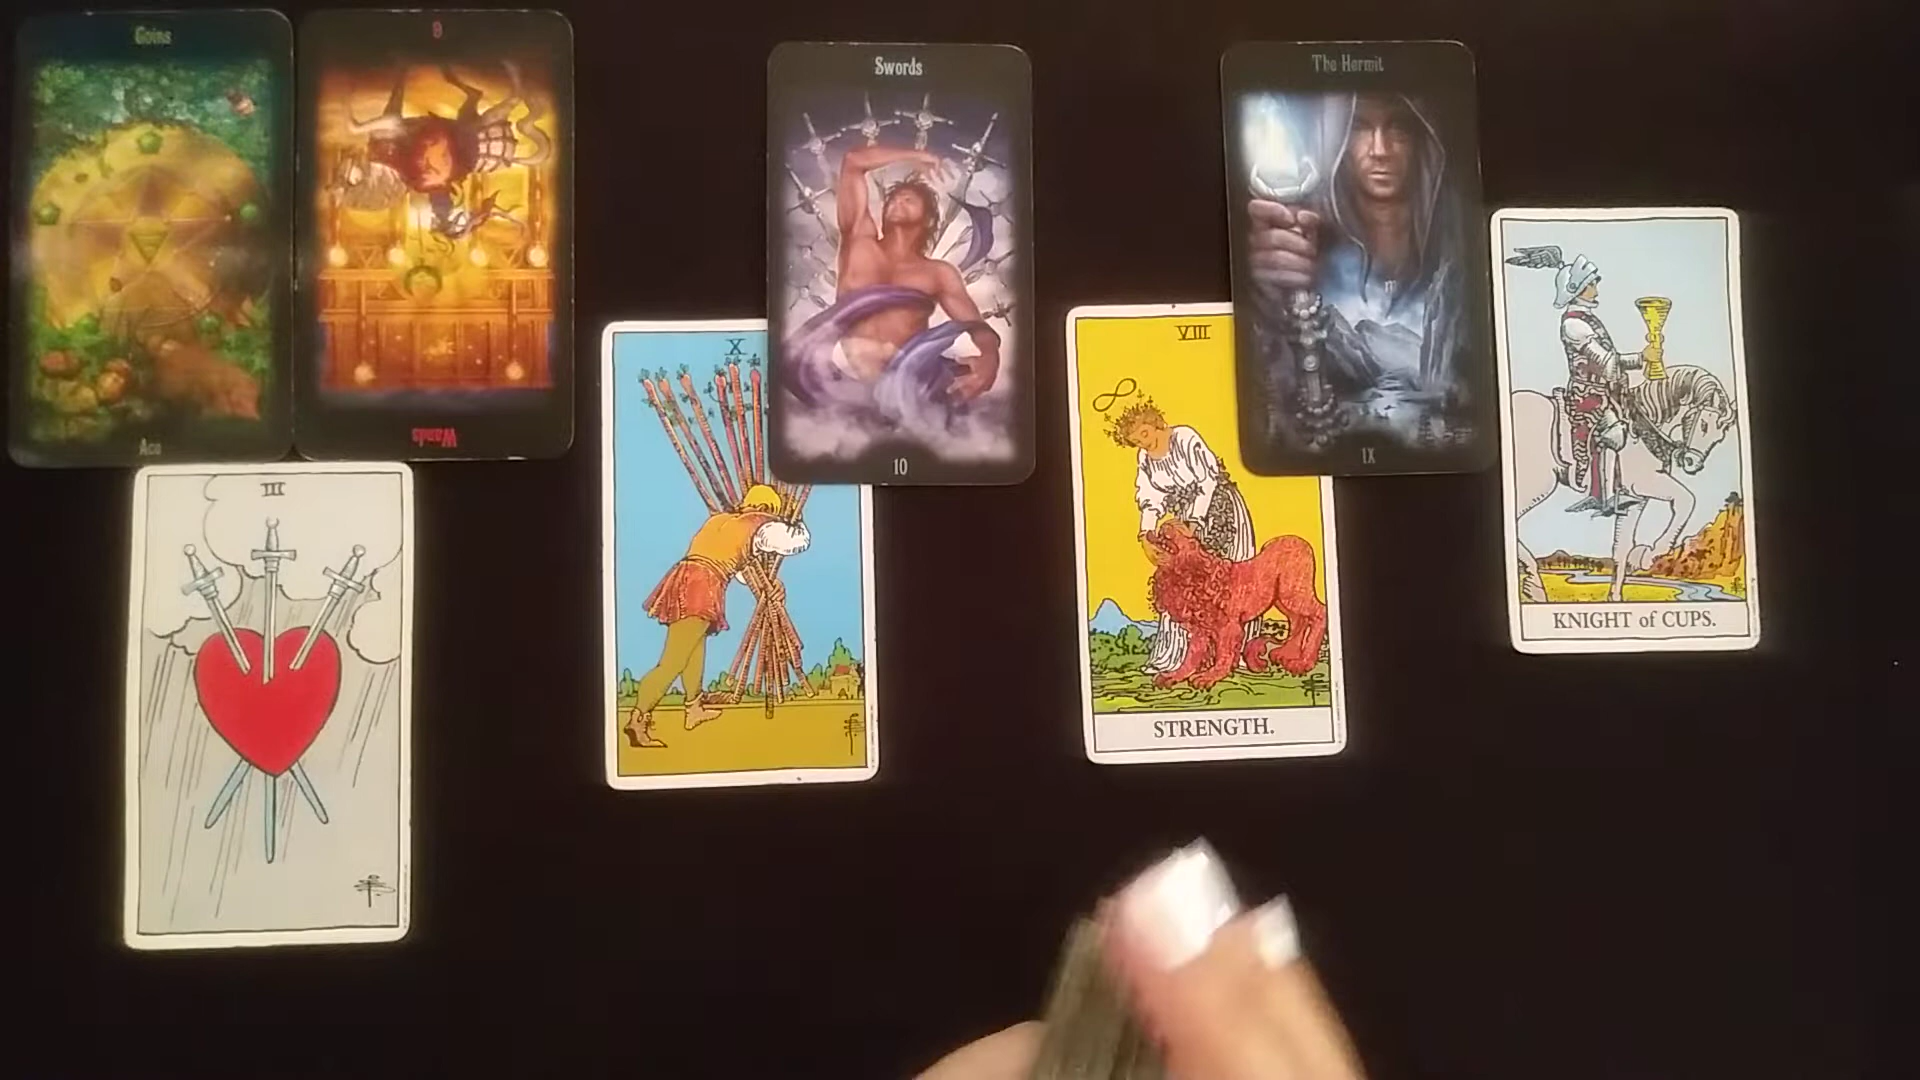 Coins
Ace
6
Wands
Swords
10
The Hermit
IX
III
X
VIII
STRENGTH.
KNIGHT of CUPS.